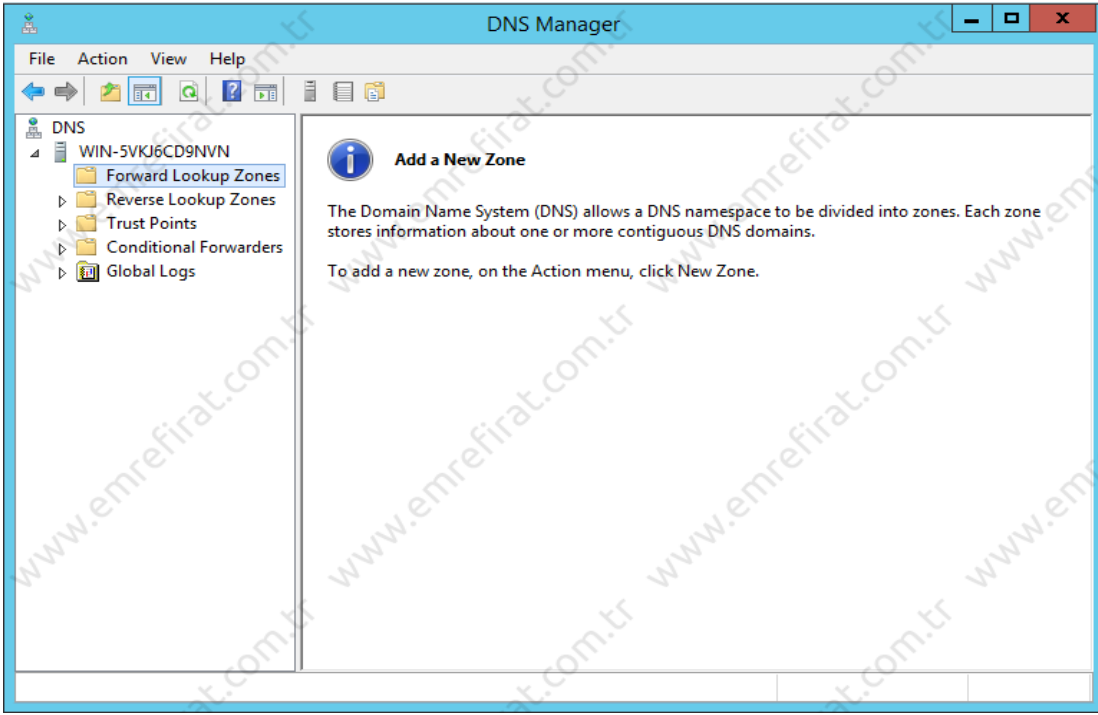 DNS Manager
File Action View Help
DNS
WIN-5VKJ6CD9NVN
Forward Lookup Zones
Reverse Lookup Zones
Trust Points
Conditional Forwarders
Global Logs
Add a New Zone
The Domain Name System (DNS) allows a DNS namespace to be divided into zones. Each zone
stores information about one or more contiguous DNS domains.
To add a new zone, on the Action menu, click New Zone.
www.emrefirat.com.tr